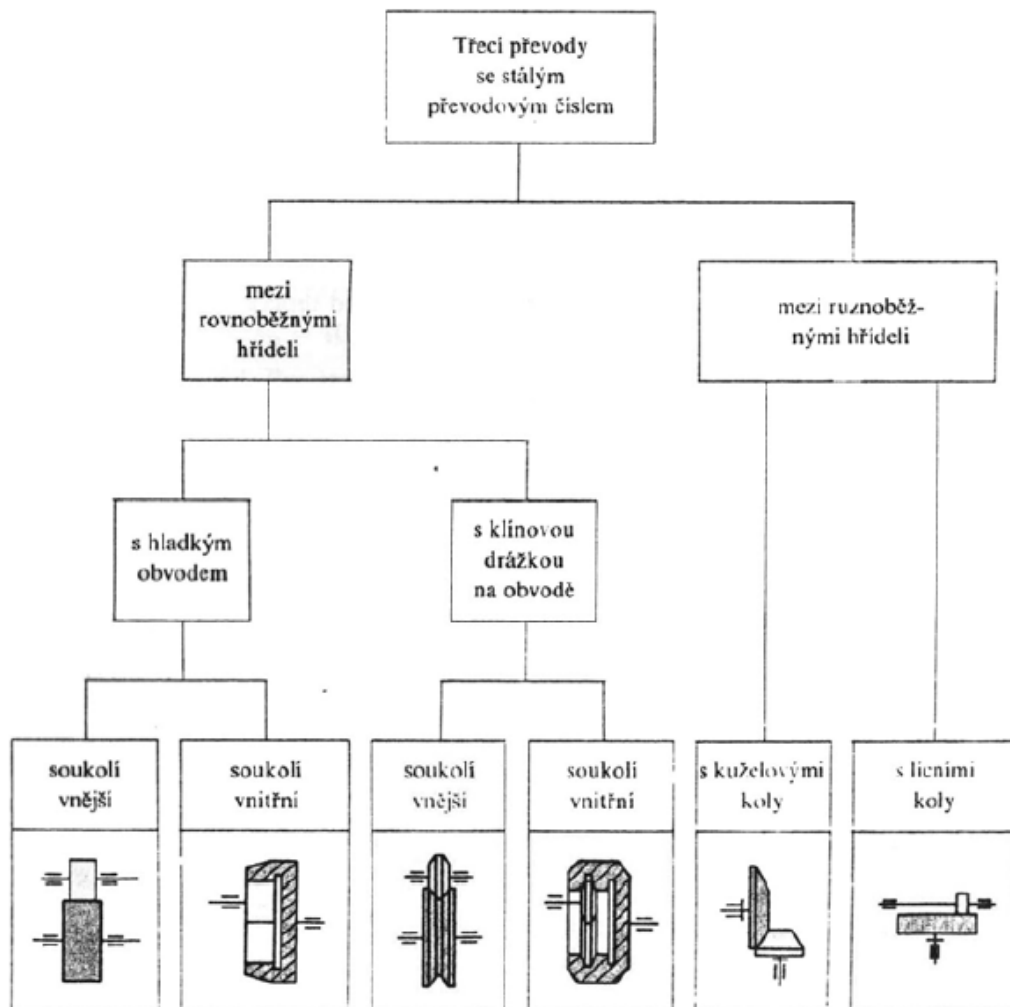 Třecí převody
se stálým
převodovým číslem
mezi
rovnoběžnými
hřídeli
mezi ruznoběž-
nými hřídeli
s hladkým
obvodem
s klínovou
drážkou
na obvodě
soukolí
vnější
soukolí
vnitřní
soukolí
vnější
soukolí
vnitřní
s kuželovými
koly
s licními
koly